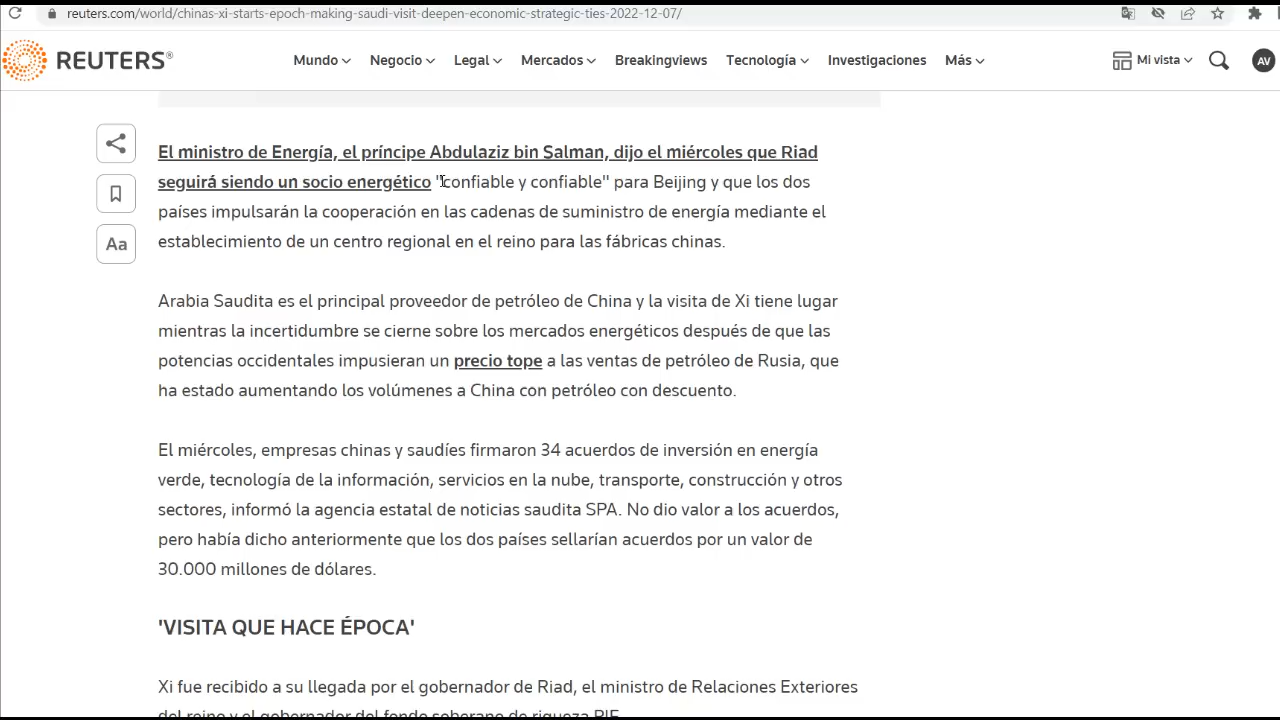 reuters.com/world/chinas-xi-starts-epoch-making-saudi-visit-deepen-economic-strategic-ties-2022-12-07/
REUTERS®
Mundo Negocio Legal Mercados Breakingviews Tecnología Investigaciones Más Mi vista AV
El ministro de Energía, el príncipe Abdulaziz bin Salman, dijo el miércoles que Riad
seguirá siendo un socio energético "confiable y confiable" para Beijing y que los dos
Aa
países impulsarán la cooperación en las cadenas de suministro de energía mediante el
establecimiento de un centro regional en el reino para las fábricas chinas.
Arabia Saudita es el principal proveedor de petróleo de China y la visita de Xi tiene lugar
mientras la incertidumbre se cierne sobre los mercados energéticos después de que las
potencias occidentales impusieran un precio tope a las ventas de petróleo de Rusia, que
ha estado aumentando los volúmenes a China con petróleo con descuento.
El miércoles, empresas chinas y saudíes firmaron 34 acuerdos de inversión en energía
verde, tecnología de la información, servicios en la nube, transporte, construcción y otros
sectores, informó la agencia estatal de noticias saudita SPA. No dio valor a los acuerdos,
pero había dicho anteriormente que los dos países sellarían acuerdos por un valor de
30.000 millones de dólares.
'VISITA QUE HACE ÉPOCA'
Xi fue recibido a su llegada por el gobernador de Riad, el ministro de Relaciones Exteriores
del reino y el gobernador del fondo soberano de riqueza PIF.